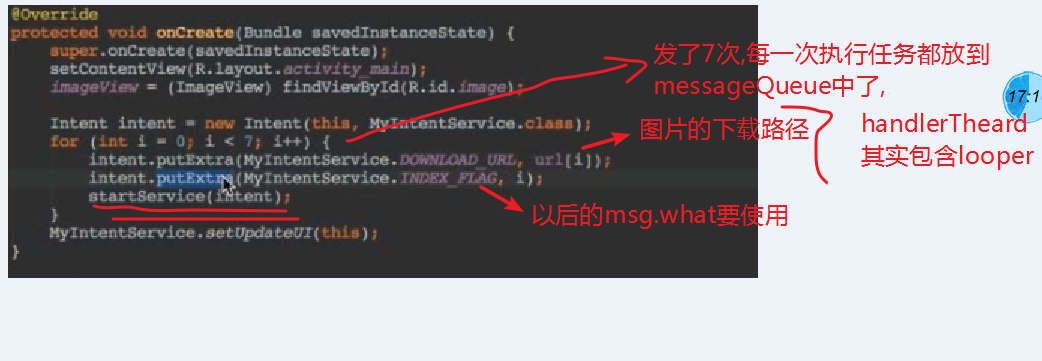 @Override
protected void onCreate(Bundle savedInstanceState) {
super.onCreate(savedInstanceState);
setContentView(R.layout.activity_main);
imageView = (ImageView) findViewById(R.id.image);
Intent intent = new Intent(this, MyIntentService.class);
for (int i = 0; i < 7; i++) {
intent.putExtra(MyIntentService.DOWNLOAD_URL, url[i]);
intent.putExtra(MyIntentService.INDEX_FLAG, i);
startService(intent);
}
MyIntentService.setUpdateUI(this);
}
发了7次,每一次执行任务都放到
messageQueue中了,
图片的下载路径
handlerTheard
其实包含looper
以后的msg.what要使用